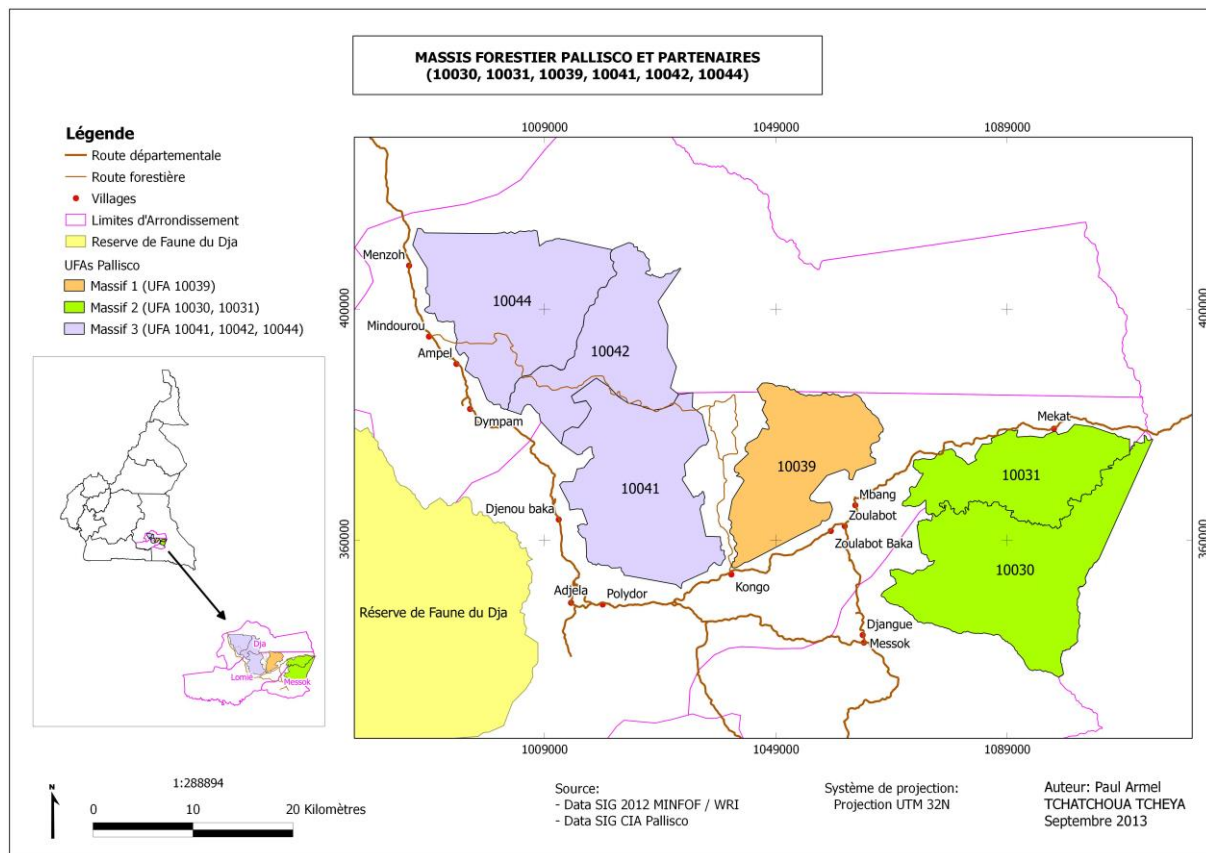 MASSIS FORESTIER PALLISCO ET PARTENAIRES
(10030, 10031, 10039, 10041, 10042, 10044)
Légende
Route départementale
Route forestière
Villages
Limites d'Arrondissement
Reserve de Faune du Dja
UFAs Pallisco
Massif 1 (UFA 10039)
Massif 2 (UFA 10030, 10031)
Massif 3 (UFA 10041, 10042, 10044)
1009000
1049000
1089000
400000
400000
360000
360000
Menzoh
10044
Mindourou
Ampel
10042
Dympam
Mekat
10039
10031
10041
Mbang
Djenou baka
Zoulabot
Zoulabot Baka
10030
Kongo
Adjela
Polydor
Réserve de Faune du Dja
Djangue
Messok
Dja
Lomié
Messok
1009000
1049000
1089000
N
1:288894
0
10
20 Kilomètres
Source:
- Data SIG 2012 MINFOF / WRI
- Data SIG CIA Pallisco
Système de projection:
Projection UTM 32N
Auteur: Paul Armel
TCHATCHOUA TCHEYA
Septembre 2013